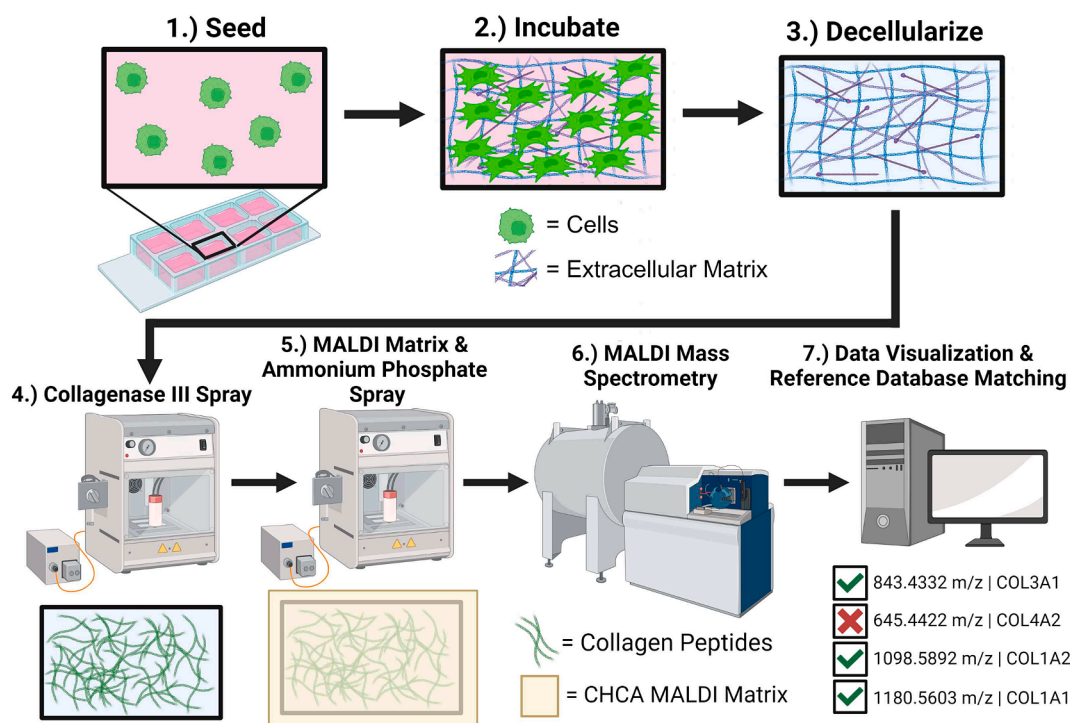 1.) Seed
2.) Incubate
3.) Decellularize
= Cells
= Extracellular Matrix
4.) Collagenase III Spray
5.) MALDI Matrix &
Ammonium Phosphate
Spray
6.) MALDI Mass
Spectrometry
7.) Data Visualization &
Reference Database Matching
= Collagen Peptides
= CHCA MALDI Matrix
843.4332 m/z | COL3A1
645.4422 m/z | COL4A2
1098.5892 m/z | COL1A2
1180.5603 m/z | COL1A1